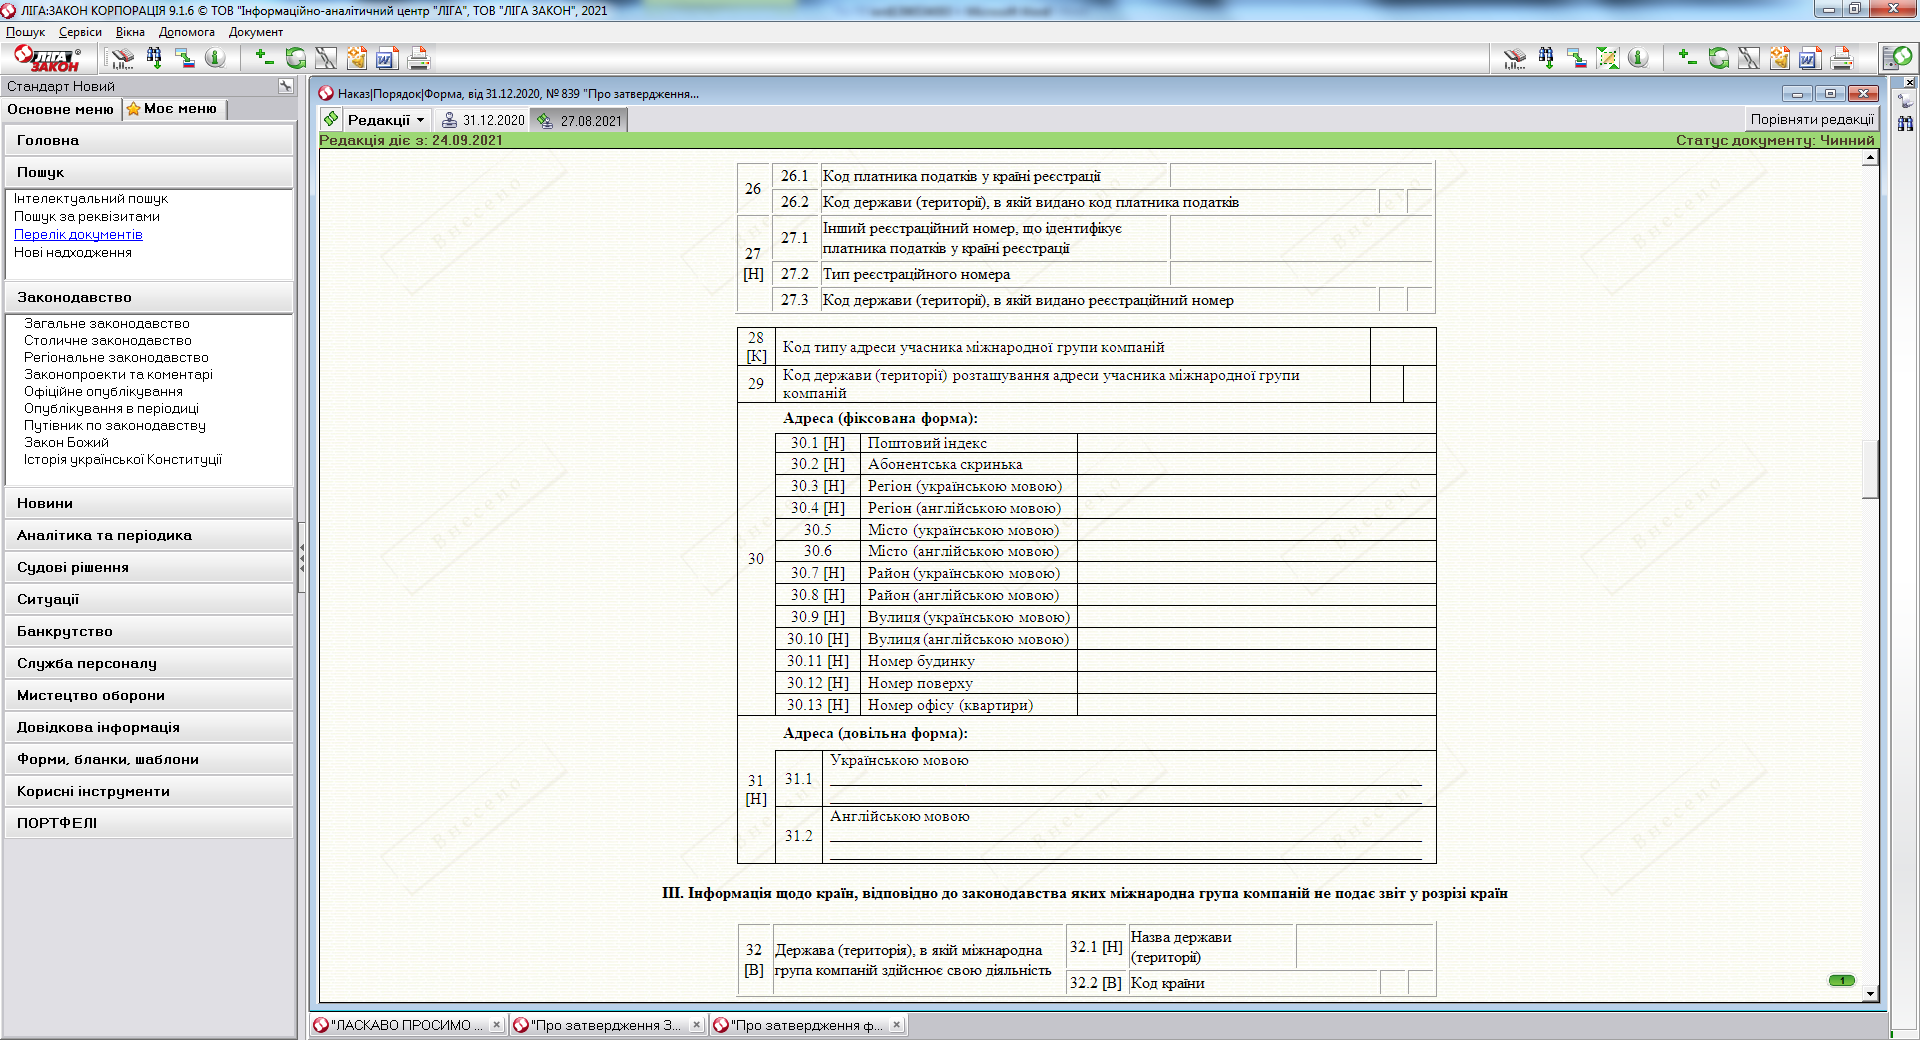 ЛІГА:ЗАКОН КОРПОРАЦІЯ 9.1.6 © ТОВ "Інформаційно-аналітичний центр "ЛІГА", ТОВ "ЛІГА ЗАКОН", 2021
Пошук Сервіси Вікна Допомога Документ
ЛІГА ЗАКОН
Стандарт Новий
Основне меню Моє меню
Головна
Пошук
Інтелектуальний пошук
Пошук за реквізитами
Перелік документів
Нові надходження
Законодавство
Загальне законодавство
Столичне законодавство
Регіональне законодавство
Законопроекти та коментарі
Офіційне опублікування
Опублікування в періодиці
Путівник по законодавству
Закон Божий
Історія української Конституції
Новини
Аналітика та періодика
Судові рішення
Ситуації
Банкрутство
Служба персоналу
Мистецтво оборони
Довідкова інформація
Форми, бланки, шаблони
Корисні інструменти
ПОРТФЕЛІ
Наказ|Порядок|Форма, від 31.12.2020, № 839 "Про затвердження...
Редакції 31.12.2020 27.08.2021 Порівняти редакції
Редакція діє з: 24.09.2021 Статус документу: Чинний
26
26.1 Код платника податків у країні реєстрації
26.2 Код держави (території), в якій видано код платника податків
27 [Н]
27.1 Інший реєстраційний номер, що ідентифікує
платника податків у країні реєстрації
27.2 Тип реєстраційного номера
27.3 Код держави (території), в якій видано реєстраційний номер
28 [К] Код типу адреси учасника міжнародної групи компаній
29 Код держави (території) розташування адреси учасника міжнародної групи
компаній
30
Адреса (фіксована форма):
30.1 [Н] Поштовий індекс
30.2 [Н] Абонентська скринька
30.3 [Н] Регіон (українською мовою)
30.4 [Н] Регіон (англійською мовою)
30.5 Місто (українською мовою)
30.6 Місто (англійською мовою)
30.7 [Н] Район (українською мовою)
30.8 [Н] Район (англійською мовою)
30.9 [Н] Вулиця (українською мовою)
30.10 [Н] Вулиця (англійською мовою)
30.11 [Н] Номер будинку
30.12 [Н] Номер поверху
30.13 [Н] Номер офісу (квартири)
31 [Н]
Адреса (довільна форма):
31.1 Українською мовою
31.2 Англійською мовою
III. Інформація щодо країн, відповідно до законодавства яких міжнародна група компаній не подає звіт у розрізі країн
32 [В]
Держава (територія), в якій міжнародна
група компаній здійснює свою діяльність
32.1 [Н] Назва держави
(території)
32.2 [В] Код країни
1
"ЛАСКАВО ПРОСИМО ... "Про затвердження З... "Про затвердження ф...
Внесено